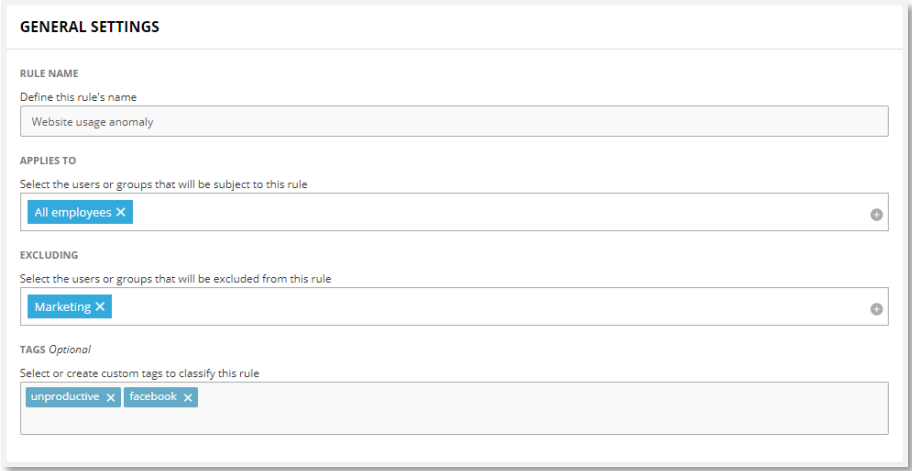 GENERAL SETTINGS
RULE NAME
Define this rule's name
Website usage anomaly
APPLIES TO
Select the users or groups that will be subject to this rule
All employees
EXCLUDING
Select the users or groups that will be excluded from this rule
Marketing
TAGS Optional
Select or create custom tags to classify this rule
unproductive facebook